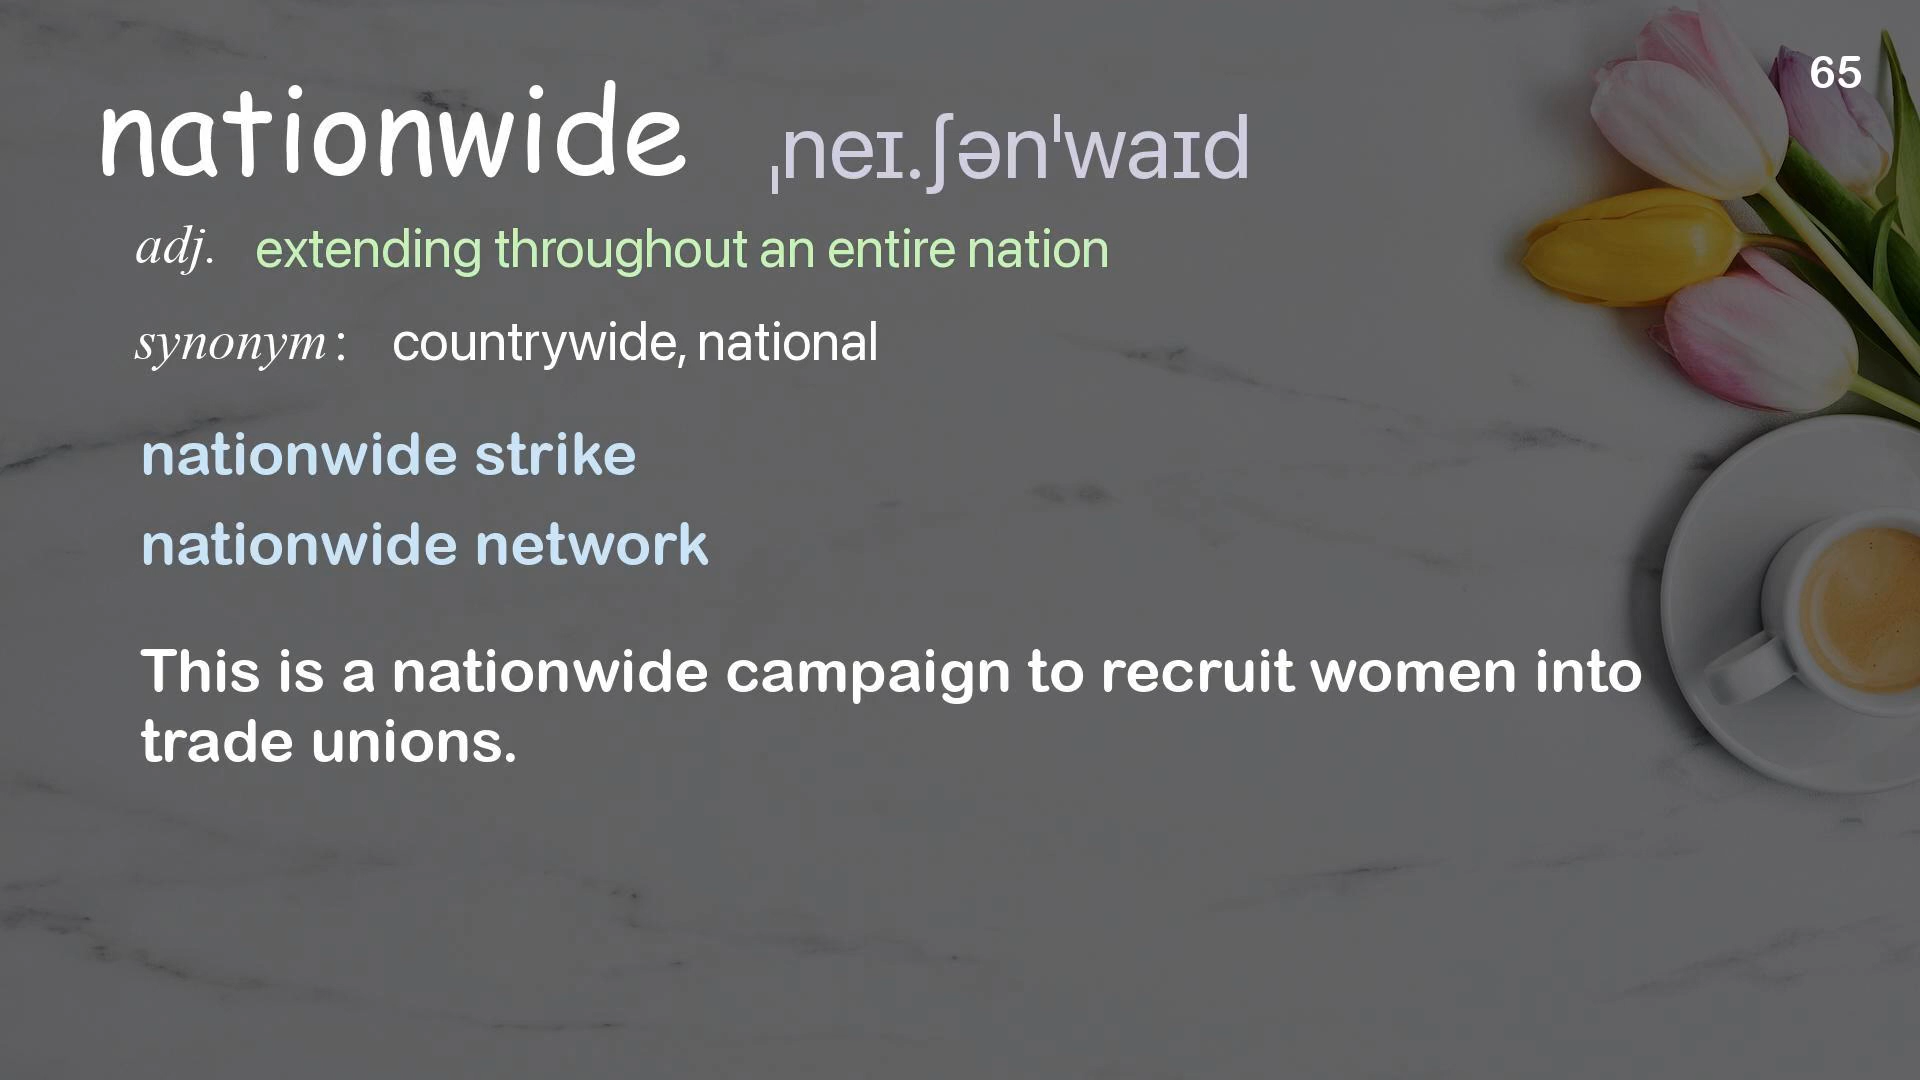 65
nationwide ˌneɪ.ʃənˈwaɪd
adj. extending throughout an entire nation
synonym: countrywide, national
nationwide strike
nationwide network
This is a nationwide campaign to recruit women into
trade unions.